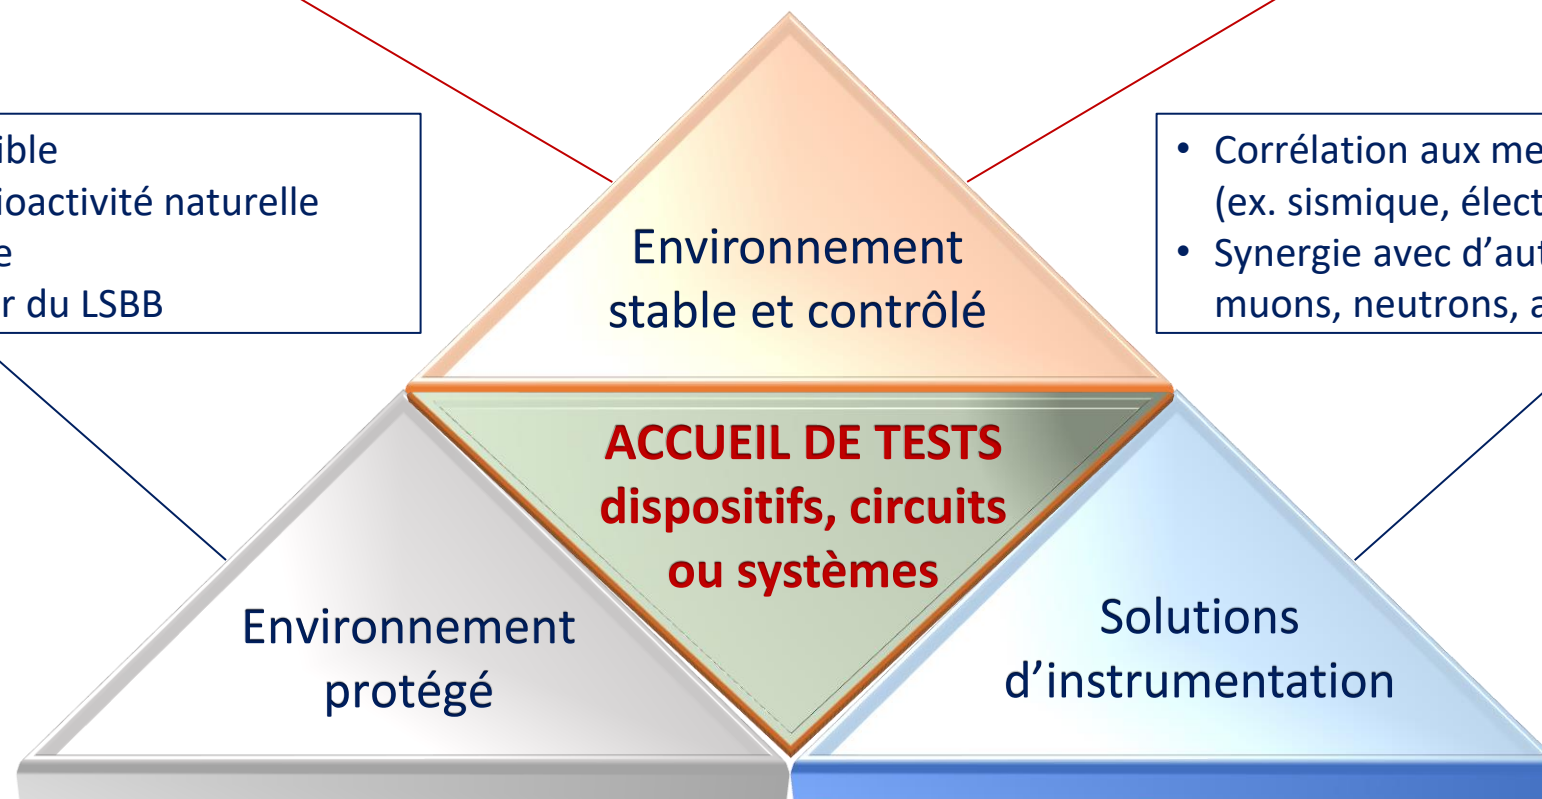 ible
ioactivité naturelle
e
r du LSBB
• Corrélation aux me
(ex. sismique, élect
• Synergie avec d’aut
muons, neutrons, a
Environnement
stable et contrôlé
ACCUEIL DE TESTS
dispositifs, circuits
ou systèmes
Environnement
protégé
Solutions
d’instrumentation